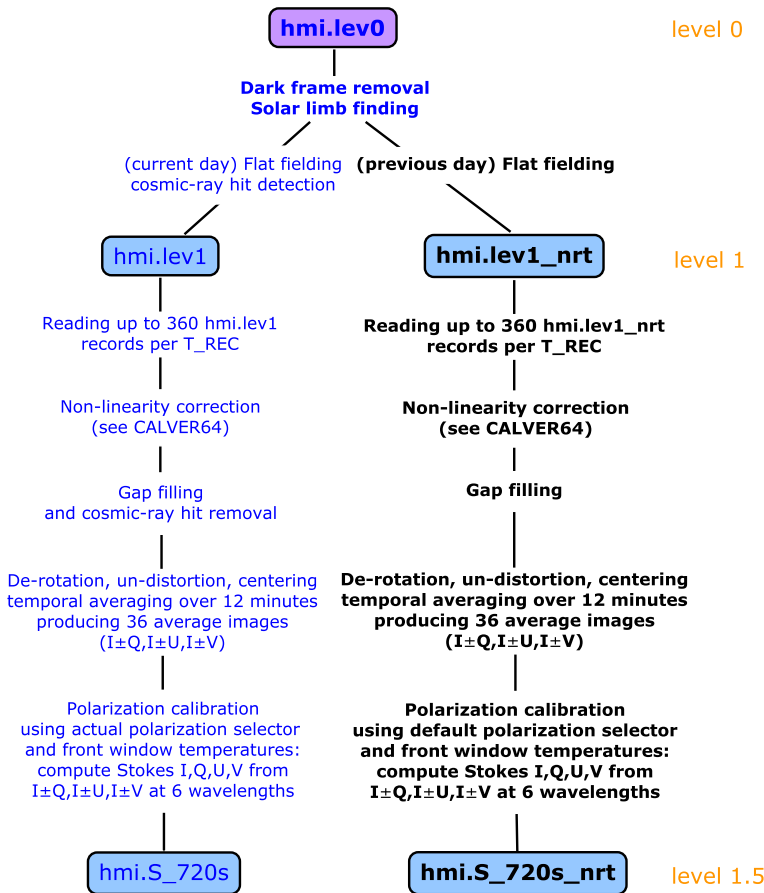 hmi.lev0
level 0
Dark frame removal
Solar limb finding
(current day) Flat fielding
cosmic-ray hit detection
(previous day) Flat fielding
hmi.lev1
hmi.lev1_nrt
level 1
Reading up to 360 hmi.lev1
records per T_REC
Reading up to 360 hmi.lev1_nrt
records per T_REC
Non-linearity correction
(see CALVER64)
Non-linearity correction
(see CALVER64)
Gap filling
and cosmic-ray hit removal
Gap filling
De-rotation, un-distortion, centering
temporal averaging over 12 minutes
producing 36 average images
(I±Q,I±U,I±V)
De-rotation, un-distortion, centering
temporal averaging over 12 minutes
producing 36 average images
(I±Q,I±U,I±V)
Polarization calibration
using actual polarization selector
and front window temperatures:
compute Stokes I,Q,U,V from
I±Q,I±U,I±V at 6 wavelengths
Polarization calibration
using default polarization selector
and front window temperatures:
compute Stokes I,Q,U,V from
I±Q,I±U,I±V at 6 wavelengths
hmi.S_720s
hmi.S_720s_nrt
level 1.5